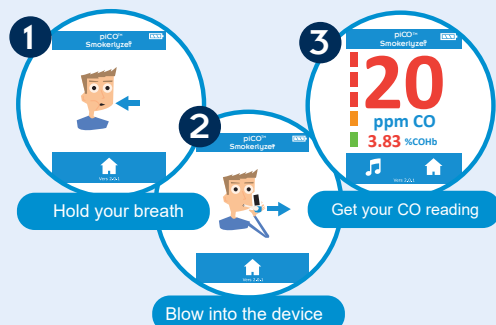 1
piCO™
Smokerlyzer®
Hold your breath
2
piCO™
Smokerlyzer®
Blow into the device
3
piCO™
Smokerlyzer®
20
ppm CO
3.83 %COHb
Get your CO reading